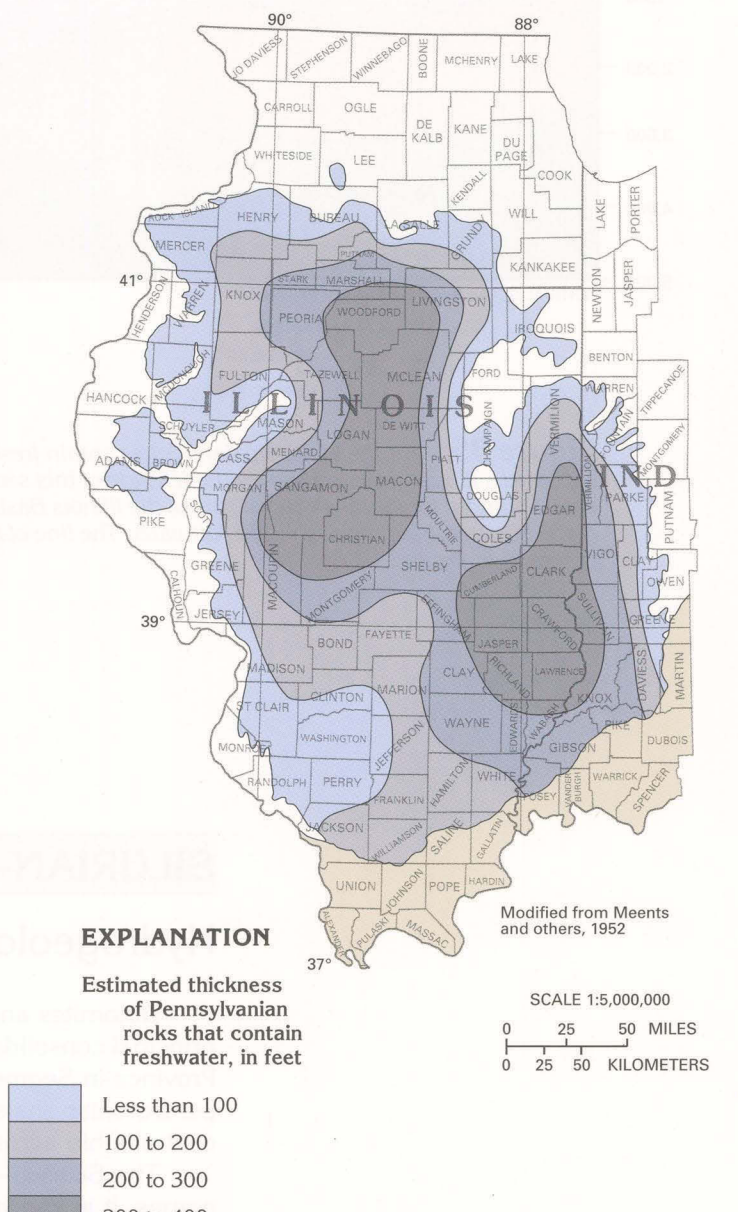 90°
88°
JO DAVIESS
STEPHENSON
WINNEBAGO
BOONE
MCHENRY
LAKE
CARROLL
OGLE
DE
KALB
KANE
DU
PAGE
COOK
WHITESIDE
LEE
KENDALL
WILL
LAKE
PORTER
ROCK ISLAND
HENRY
BUREAU
LA SALLE
GRUNDY
MERCER
PUTNAM
KANKAKEE
NEWTON
JASPER
41°
HENDERSON
WARREN
KNOX
STARK
MARSHALL
PEORIA
WOODFORD
LIVINGSTON
IROQUOIS
BENTON
HANCOCK
MCDONOUGH
FULTON
TAZEWELL
MCLEAN
FORD
WARREN
TIPPECANOE
ILLINOIS
SCHUYLER
MASON
LOGAN
DE WITT
CHAMPAIGN
VERMILION
FOUNTAIN
MONTGOMERY
ADAMS
BROWN
CASS
MENARD
PIATT
IND
MORGAN
SANGAMON
MACON
DOUGLAS
EDGAR
VERMILLION
PARKE
PUTNAM
PIKE
SCOTT
CHRISTIAN
MOULTRIE
COLES
GREENE
MACOUPIN
SHELBY
CUMBERLAND
CLARK
VIGO
CLAY
OWEN
CALHOUN
JERSEY
MONTGOMERY
EFFINGHAM
CRAWFORD
SULLIVAN
GREENE
39°
BOND
FAYETTE
JASPER
MADISON
CLAY
RICHLAND
LAWRENCE
KNOX
DAVIESS
MARTIN
ST CLAIR
CLINTON
MARION
WAYNE
EDWARDS
WABASH
PIKE
DUBOIS
MONROE
WASHINGTON
JEFFERSON
GIBSON
RANDOLPH
PERRY
HAMILTON
WHITE
POSEY
VANDER
BURGH
WARRICK
SPENCER
FRANKLIN
JACKSON
WILLIAMSON
SALINE
GALLATIN
UNION
JOHNSON
POPE
HARDIN
ALEXANDER
PULASKI
MASSAC
37°
Modified from Meents
and others, 1952
EXPLANATION
Estimated thickness
of Pennsylvanian
rocks that contain
freshwater, in feet
SCALE 1:5,000,000
0 25 50 MILES
0 25 50 KILOMETERS
Less than 100
100 to 200
200 to 300